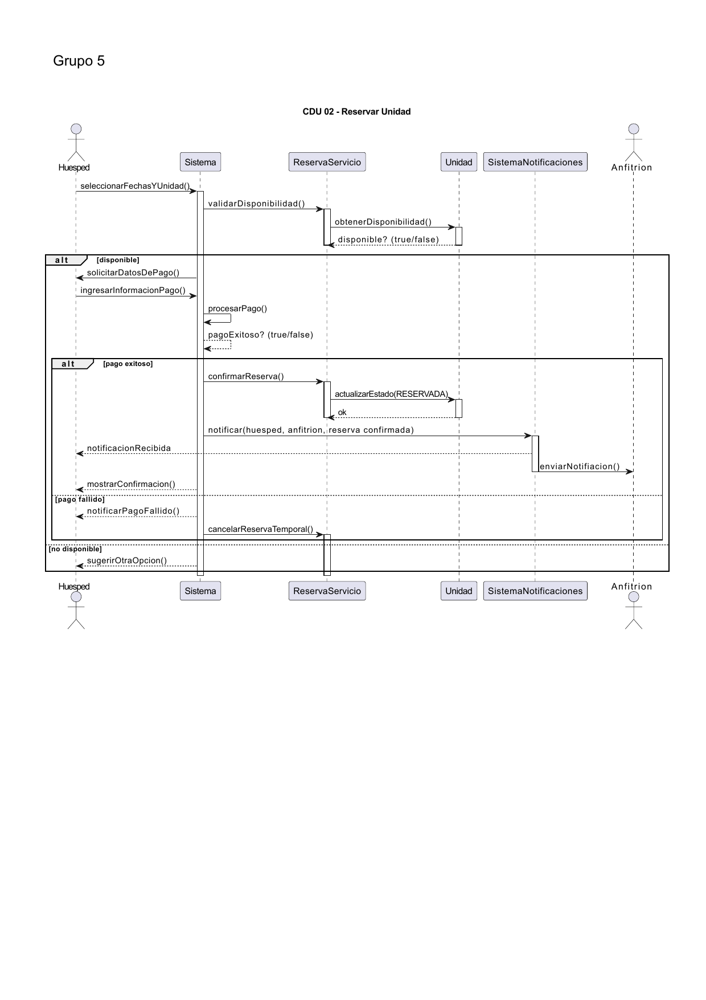 Grupo 5
CDU 02 - Reservar Unidad
Huesped
Sistema
ReservaServicio
Unidad
SistemaNotificaciones
Anfitrion
seleccionarFechasYUnidad()
validarDisponibilidad()
obtenerDisponibilidad()
disponible? (true/false)
alt [disponible]
solicitarDatosDePago()
ingresarInformacionPago()
procesarPago()
pagoExitoso? (true/false)
alt [pago exitoso]
confirmarReserva()
actualizarEstado(RESERVADA)
ok
notificar(huesped, anfitrion, reserva confirmada)
notificacionRecibida
enviarNotifiacion()
mostrarConfirmacion()
[pago fallido]
notificarPagoFallido()
cancelarReservaTemporal()
[no disponible]
sugerirOtraOpcion()
Huesped
Sistema
ReservaServicio
Unidad
SistemaNotificaciones
Anfitrion